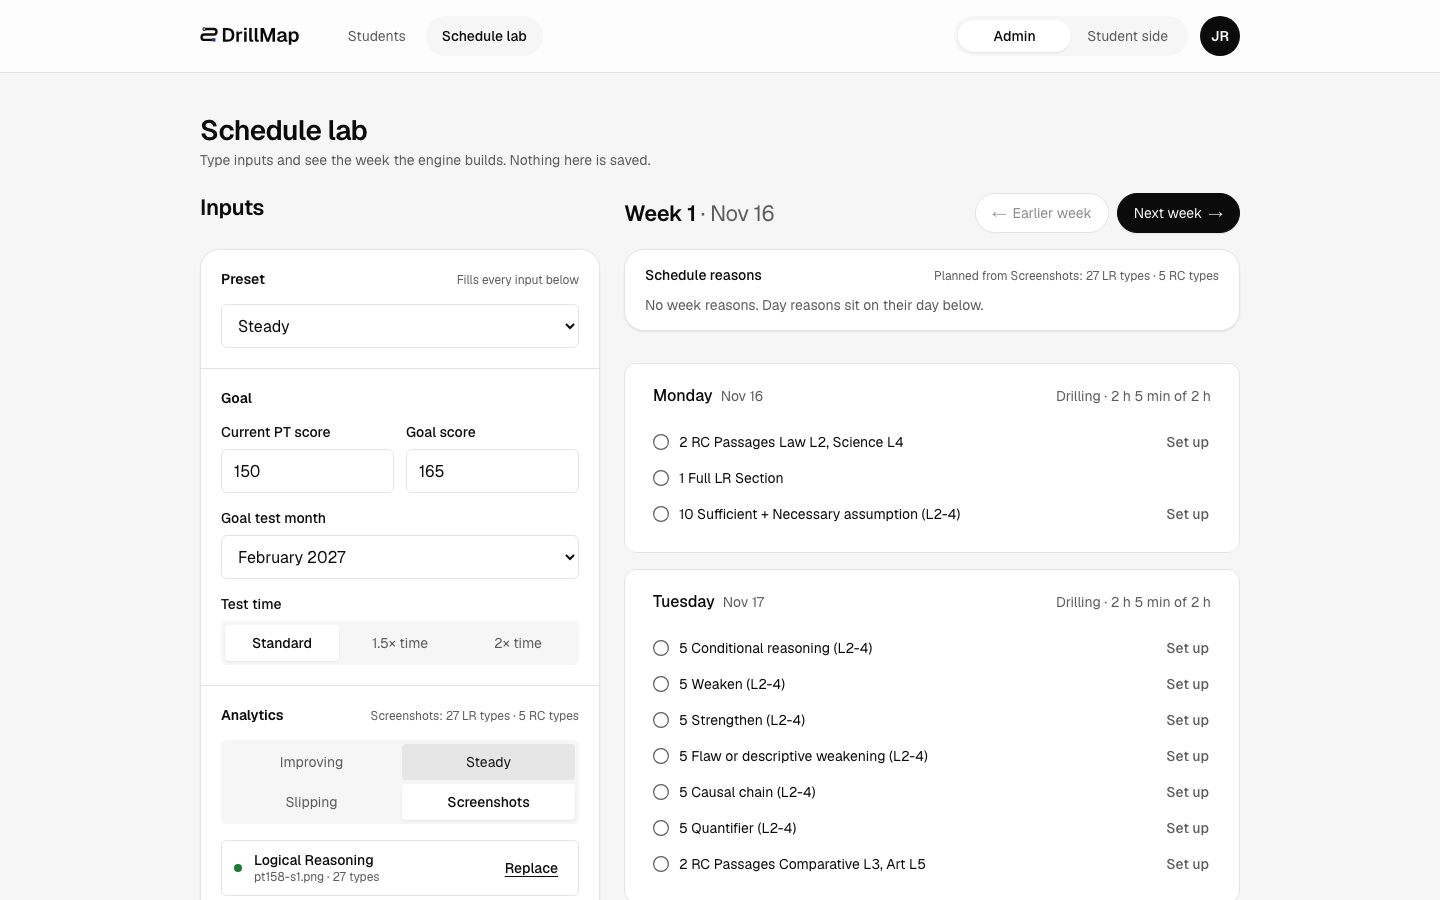 DrillMap
Students
Schedule lab
Admin
Student side
JR
Schedule lab
Type inputs and see the week the engine builds. Nothing here is saved.
Inputs
Preset
Fills every input below
Steady
Goal
Current PT score
Goal score
150
165
Goal test month
February 2027
Test time
Standard
1.5× time
2× time
Analytics
Screenshots: 27 LR types · 5 RC types
Improving
Steady
Slipping
Screenshots
Logical Reasoning
pt158-s1.png · 27 types
Replace
Week 1 · Nov 16
← Earlier week
Next week →
Schedule reasons
Planned from Screenshots: 27 LR types · 5 RC types
No week reasons. Day reasons sit on their day below.
Monday Nov 16
Drilling · 2 h 5 min of 2 h
2 RC Passages Law L2, Science L4
Set up
1 Full LR Section
10 Sufficient + Necessary assumption (L2-4)
Set up
Tuesday Nov 17
Drilling · 2 h 5 min of 2 h
5 Conditional reasoning (L2-4)
Set up
5 Weaken (L2-4)
Set up
5 Strengthen (L2-4)
Set up
5 Flaw or descriptive weakening (L2-4)
Set up
5 Causal chain (L2-4)
Set up
5 Quantifier (L2-4)
Set up
2 RC Passages Comparative L3, Art L5
Set up